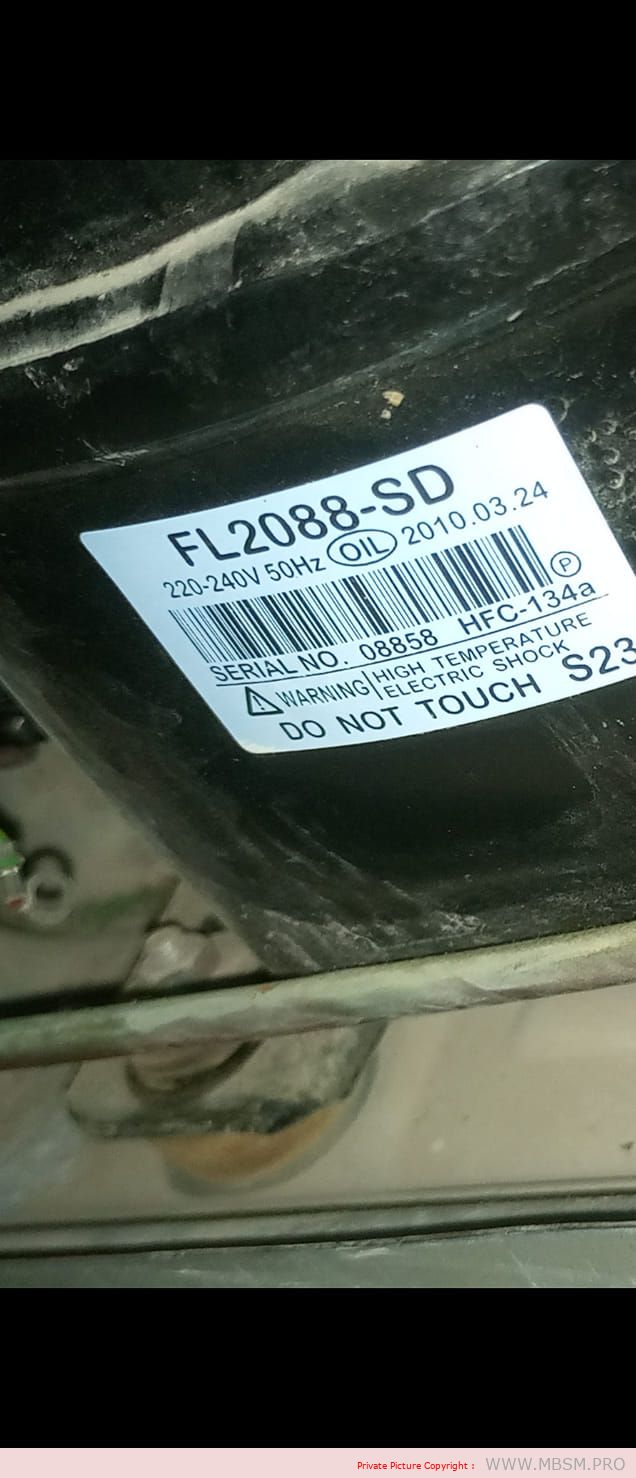 FL2088-SD
220-240V 50Hz OIL 2010.03.24
P
SERIAL NO. 08858 HFC-134a
WARNING HIGH TEMPERATURE
ELECTRIC SHOCK
DO NOT TOUCH S23
Private Picture Copyright : WWW.MBSM.PRO